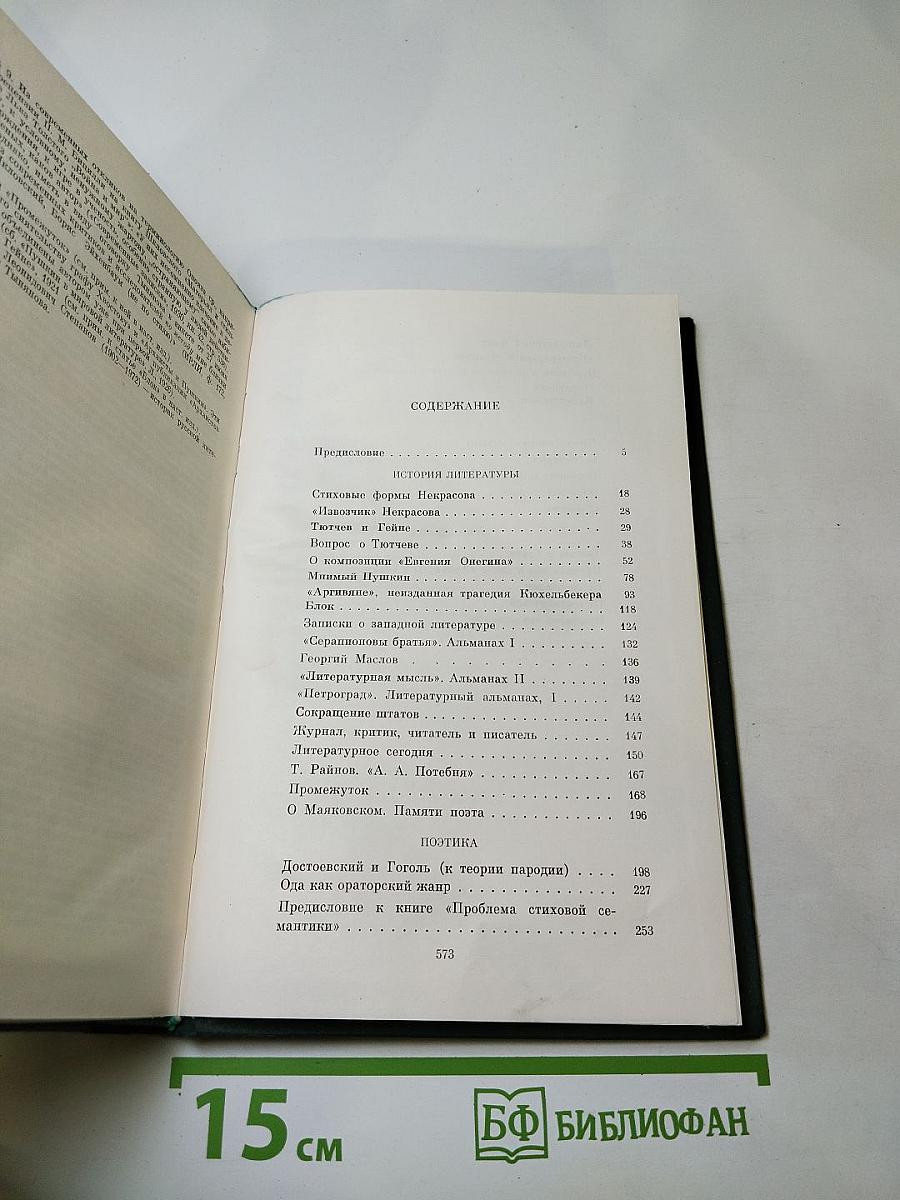 СОДЕРЖАНИЕ
Предисловие . . . . . . . . . . . . . . . . . . . . . . . 5
ИСТОРИЯ ЛИТЕРАТУРЫ
Стиховые формы Некрасова . . . . . . . . . . . . . 18
«Извозчик» Некрасова . . . . . . . . . . . . . . . . . 28
Тютчев и Гейне . . . . . . . . . . . . . . . . . . . . 29
Вопрос о Тютчеве . . . . . . . . . . . . . . . . . . . 38
О композиции «Евгения Онегина» . . . . . . . . . 52
Мнимый Пушкин . . . . . . . . . . . . . . . . . . . . 78
«Аргивяне», неизданная трагедия Кюхельбекера 93
Блок . . . . . . . . . . . . . . . . . . . . . . . . . . . . 118
Записки о западной литературе . . . . . . . . . . . 124
«Серапионовы братья». Альманах I . . . . . . . . . 132
Георгий Маслов . . . . . . . . . . . . . 136
«Литературная мысль». Альманах II . . . . . . . . 139
«Петроград». Литературный альманах, I . . . . . 142
Сокращение штатов . . . . . . . . . . . . . . . . . . . 144
Журнал, критик, читатель и писатель . . . . . . . 147
Литературное сегодня . . . . . . . . . . . . . . . . . 150
Т. Райнов. «А. А. Потебня» . . . . . . . . . . . . . 167
Промежуток . . . . . . . . . . . . . . . . . . . . . . . 168
О Маяковском. Памяти поэта . . . . . . . . . . . . 196
ПОЭТИКА
Достоевский и Гоголь (к теории пародии) . . . . 198
Ода как ораторский жанр . . . . . . . . . . . . . . . 227
Предисловие к книге «Проблема стиховой се-
мантики» . . . . . . . . . . . . . . . . . . . . . . . . . 253
573
15 см
БФ БИБЛИОФАН